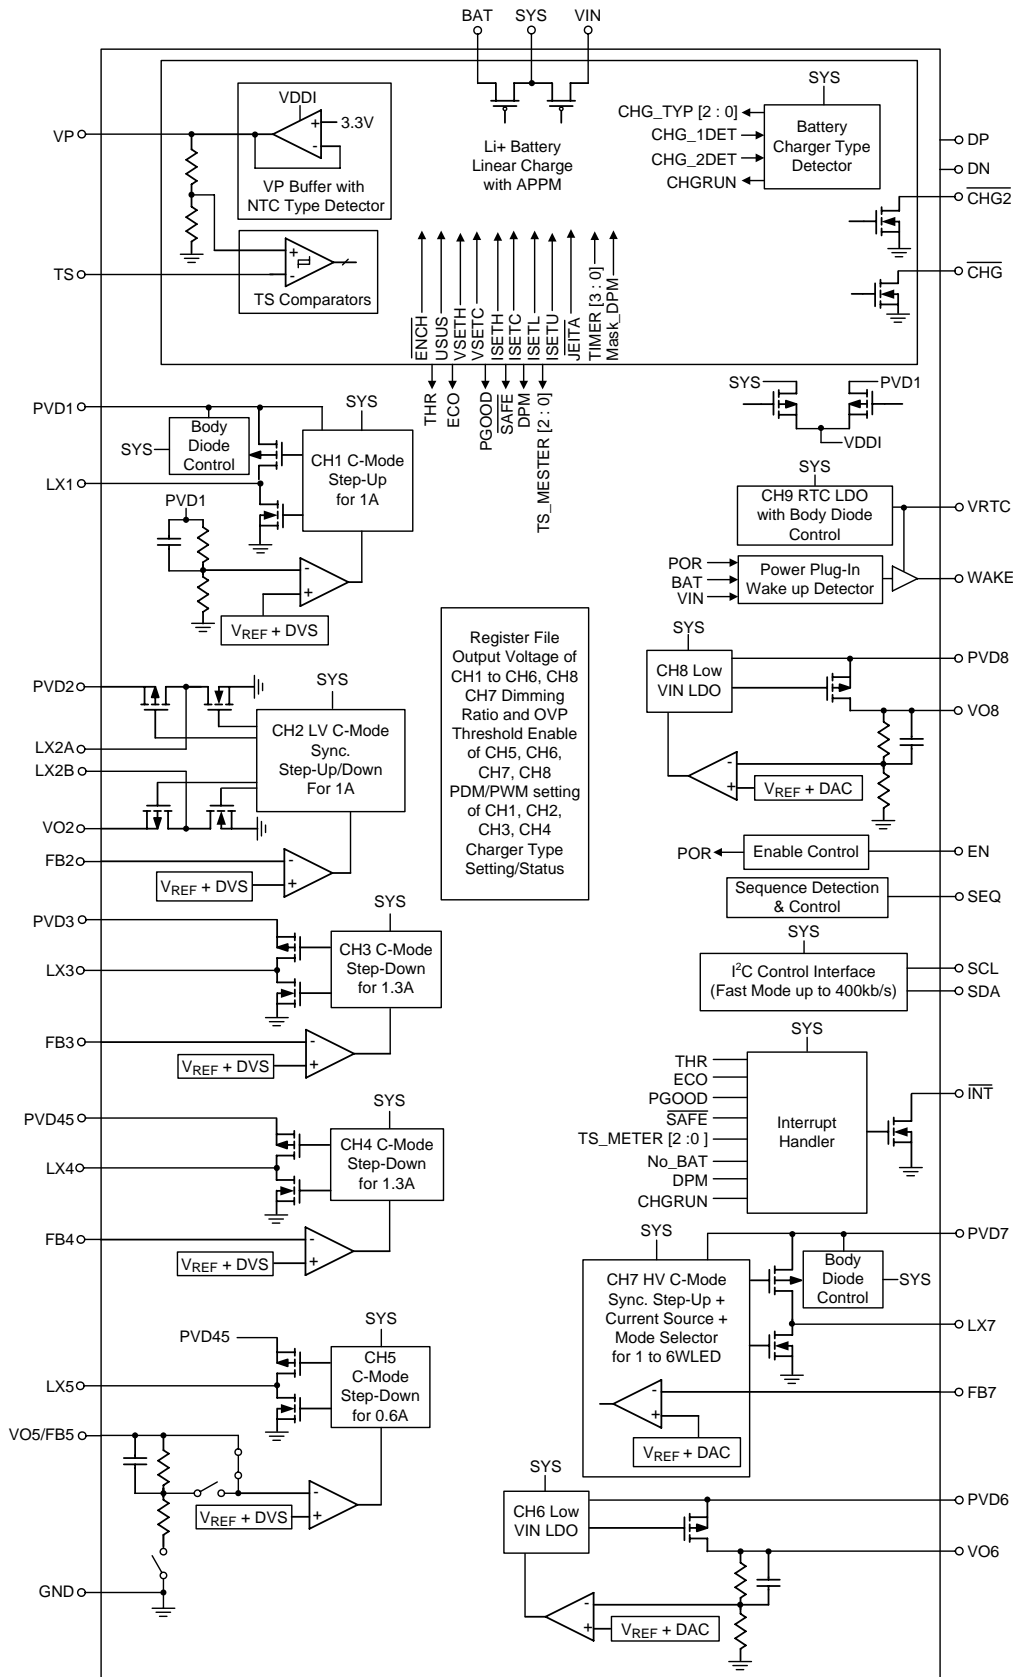 BAT SYS VIN
VP
VDDI
3.3V
+
-
VP Buffer with
NTC Type Detector
TS
+
-
TS Comparators
Li+ Battery
Linear Charge
with APPM
SYS
CHG_TYP [2 : 0]
CHG_1DET
CHG_2DET
CHGRUN
Battery
Charger Type
Detector
DP
DN
CHG2
CHG
ENCH
USUS
VSETH
VSETC
ISETH
ISETC
ISETL
ISETU
JEITA
TIMER [3 : 0]
Mask_DPM
THR
ECO
PGOOD
SAFE
DPM
TS_MESTER [2 : 0]
SYS
PVD1
VDDI
PVD1
SYS
Body
Diode
Control
SYS
CH1 C-Mode
Step-Up
for 1A
LX1
PVD1
-
+
VREF + DVS
SYS
CH9 RTC LDO
with Body Diode
Control
VRTC
POR
BAT
VIN
Power Plug-In
Wake up Detector
WAKE
Register File
Output Voltage of
CH1 to CH6, CH8
CH7 Dimming
Ratio and OVP
Threshold Enable
of CH5, CH6,
CH7, CH8
PDM/PWM setting
of CH1, CH2,
CH3, CH4
Charger Type
Setting/Status
PVD2
LX2A
LX2B
VO2
FB2
SYS
CH2 LV C-Mode
Sync.
Step-Up/Down
For 1A
-
+
VREF + DVS
SYS
CH8 Low
VIN LDO
PVD8
VO8
-
+
VREF + DAC
POR
Enable Control
EN
Sequence Detection
& Control
SEQ
SYS
I2C Control Interface
(Fast Mode up to 400kb/s)
SCL
SDA
PVD3
LX3
FB3
SYS
CH3 C-Mode
Step-Down
for 1.3A
-
+
VREF + DVS
SYS
THR
ECO
PGOOD
SAFE
TS_METER [2 :0 ]
No_BAT
DPM
CHGRUN
Interrupt
Handler
INT
PVD45
LX4
FB4
SYS
CH4 C-Mode
Step-Down
for 1.3A
-
+
VREF + DVS
SYS
CH7 HV C-Mode
Sync. Step-Up +
Current Source +
Mode Selector
for 1 to 6WLED
-
+
VREF + DAC
PVD7
Body
Diode
Control
SYS
LX7
FB7
PVD45
LX5
VO5/FB5
GND
SYS
CH5
C-Mode
Step-Down
for 0.6A
-
+
VREF + DVS
SYS
CH6 Low
VIN LDO
PVD6
VO6
-
+
VREF + DAC